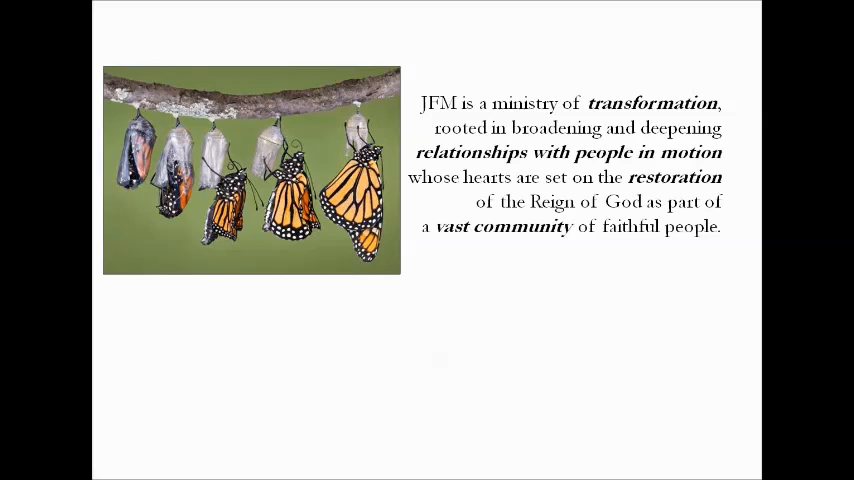 JFM is a ministry of transformation,
rooted in broadening and deepening
relationships with people in motion
whose hearts are set on the restoration
of the Reign of God as part of
a vast community of faithful people.